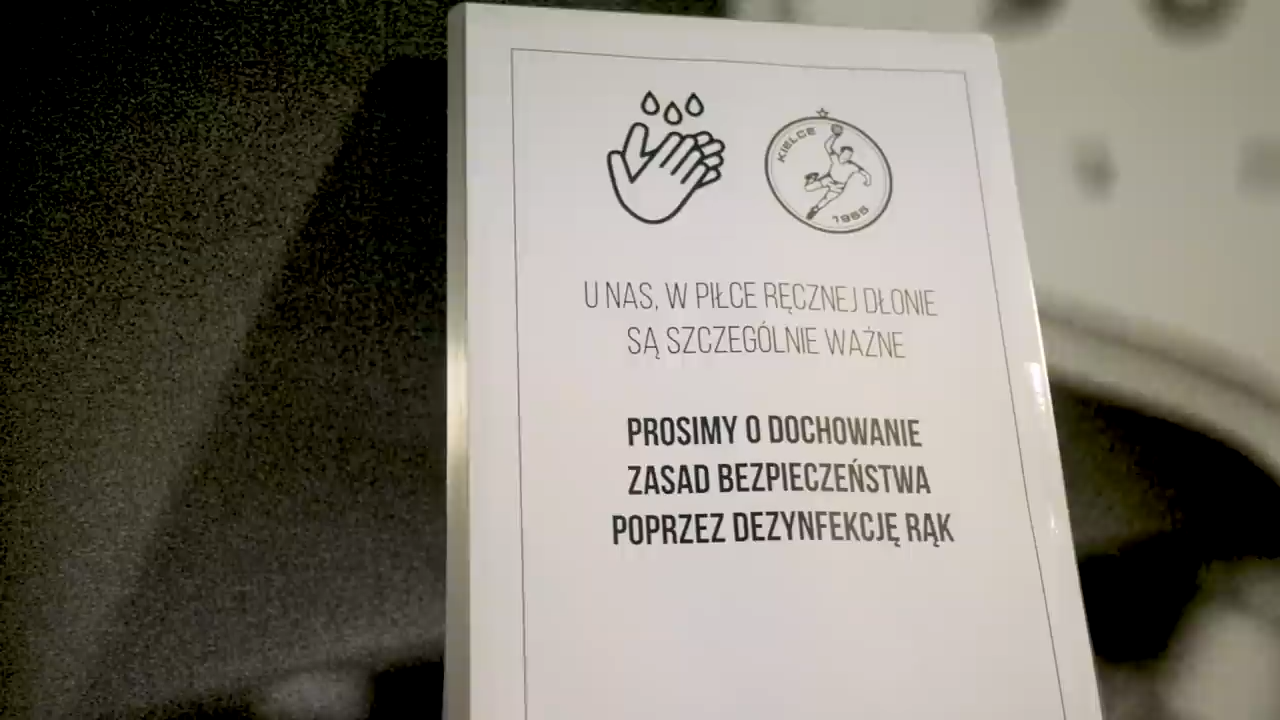 KIELCE
1965
U NAS, W PIŁCE RĘCZNEJ DŁONIE
SĄ SZCZEGÓLNIE WAŻNE
PROSIMY O DOCHOWANIE
ZASAD BEZPIECZEŃSTWA
POPRZEZ DEZYNFEKCJĘ RĄK